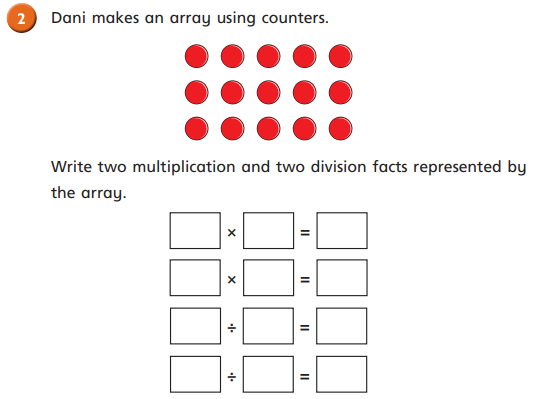 2 Dani makes an array using counters.
Write two multiplication and two division facts represented by
the array.
× =
× =
÷ =
÷ =